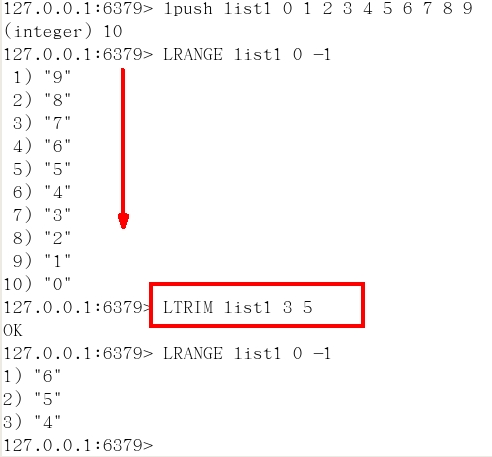 127.0.0.1:6379> lpush list1 0 1 2 3 4 5 6 7 8 9
(integer) 10
127.0.0.1:6379> LRANGE list1 0 -1
1) "9"
2) "8"
3) "7"
4) "6"
5) "5"
6) "4"
7) "3"
8) "2"
9) "1"
10) "0"
127.0.0.1:6379> LTRIM list1 3 5
OK
127.0.0.1:6379> LRANGE list1 0 -1
1) "6"
2) "5"
3) "4"
127.0.0.1:6379>